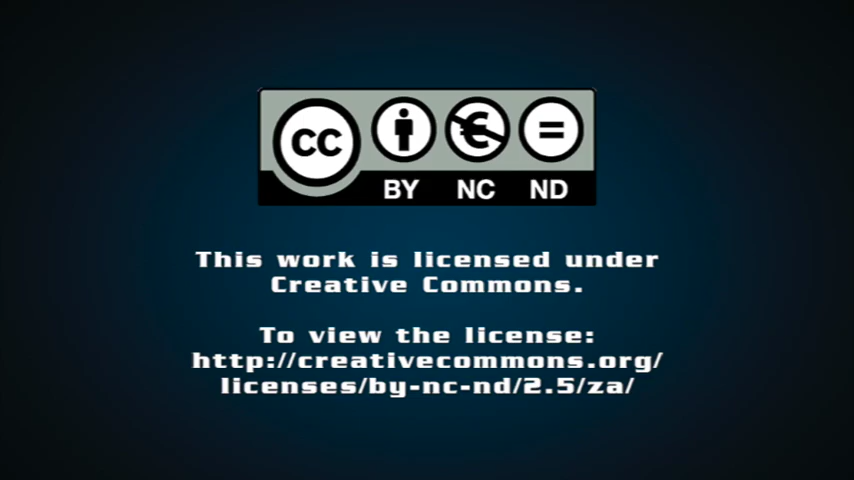 CC
BY NC ND
This work is licensed under
Creative Commons.
To view the license:
http://creativecommons.org/
licenses/by-nc-nd/2.5/za/